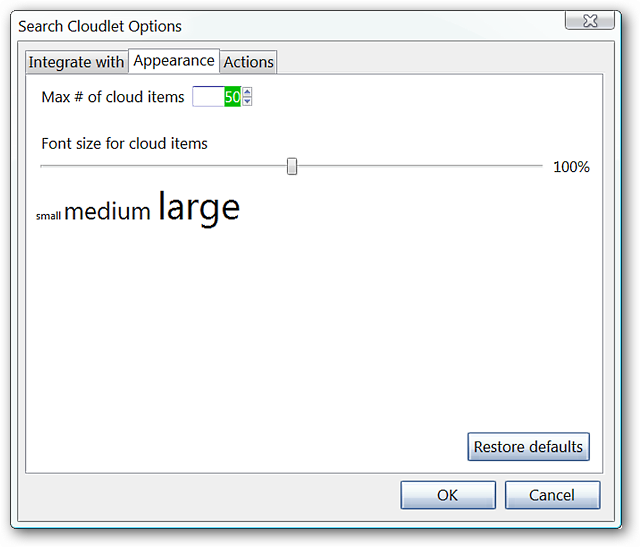 Search Cloudlet Options
Integrate with Appearance Actions
Max # of cloud items 50
Font size for cloud items
100%
small medium large
Restore defaults
OK Cancel